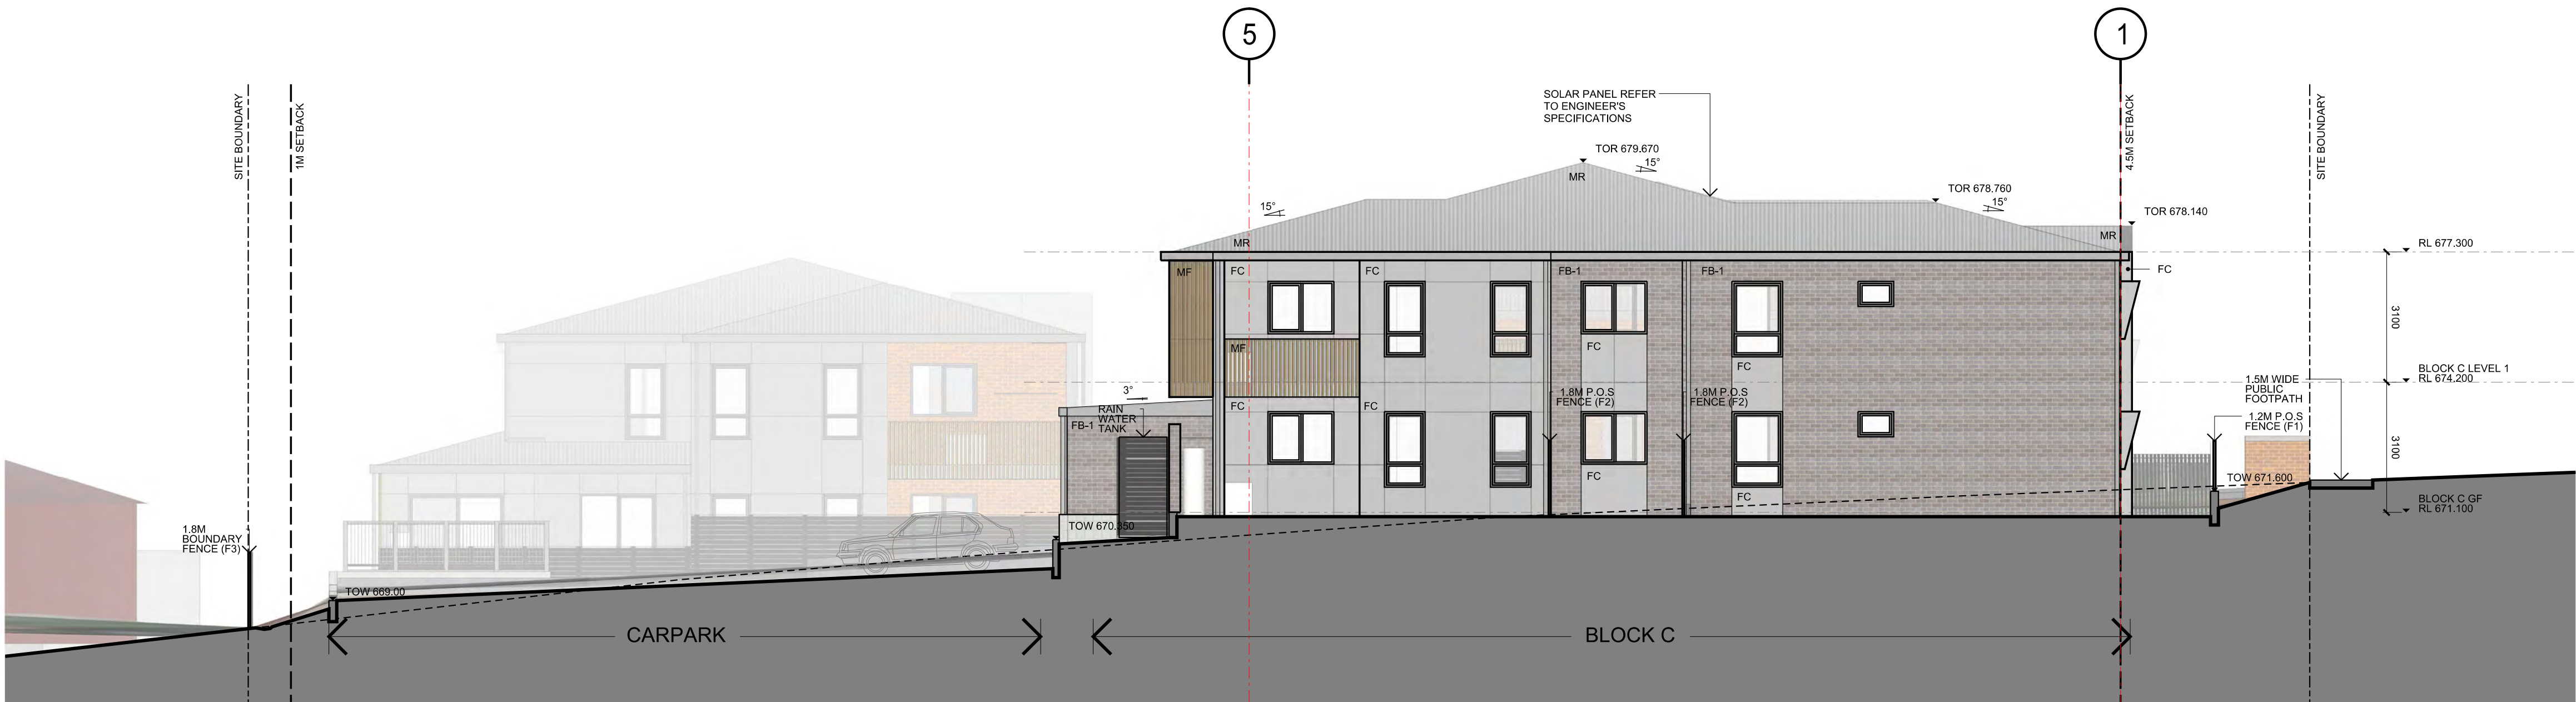 5
1
SITE BOUNDARY
1M SETBACK
SOLAR PANEL REFER
TO ENGINEER'S
SPECIFICATIONS
4.5M SETBACK
SITE BOUNDARY
TOR 679.670
15°
MR
TOR 678.760
15°
15°
TOR 678.140
MR
MR
RL 677.300
MF
FC
FC
FB-1
FB-1
FC
3100
MF
FC
FC
BLOCK C LEVEL 1
RL 674.200
1.5M WIDE
PUBLIC
FOOTPATH
3°
1.8M P.O.S
FENCE (F2)
1.8M P.O.S
FENCE (F2)
FC
FC
RAIN
WATER
TANK
FB-1
1.2M P.O.S
FENCE (F1)
3100
FC
TOW 671.600
FC
BLOCK C GF
RL 671.100
1.8M
BOUNDARY
FENCE (F3)
TOW 670.350
TOW 669.00
CARPARK
BLOCK C